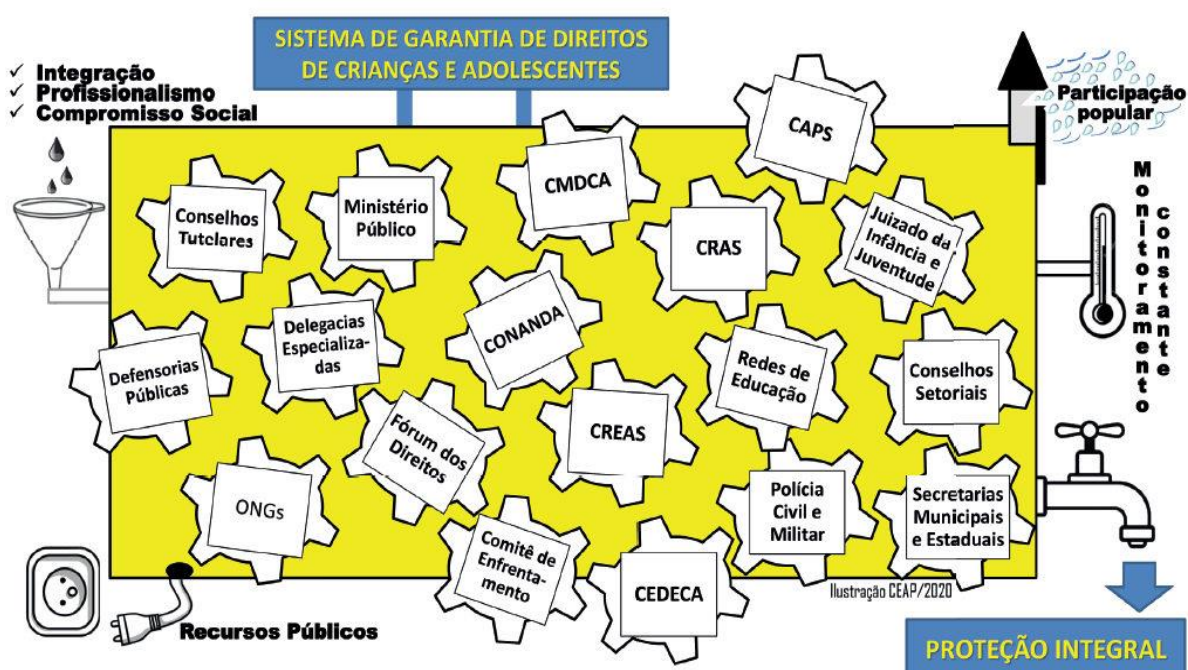 SISTEMA DE GARANTIA DE DIREITOS
DE CRIANÇAS E ADOLESCENTES
✓ Integração
✓ Profissionalismo
✓ Compromisso Social
Participação
popular
CAPS
CMDCA
Conselhos
Tutelares
Ministério
Público
CRAS
Juizado da
Infância e
Juventude
Monitoramento
constante
Defensorias
Públicas
Delegacias
Especializa-
das
CONANDA
Redes de
Educação
Conselhos
Setoriais
Fórum dos
Direitos
CREAS
ONGs
Polícia
Civil e
Militar
Secretarias
Municipais
e Estaduais
Comitê de
Enfrenta-
mento
CEDECA
Ilustração CEAP/2020
Recursos Públicos
PROTEÇÃO INTEGRAL